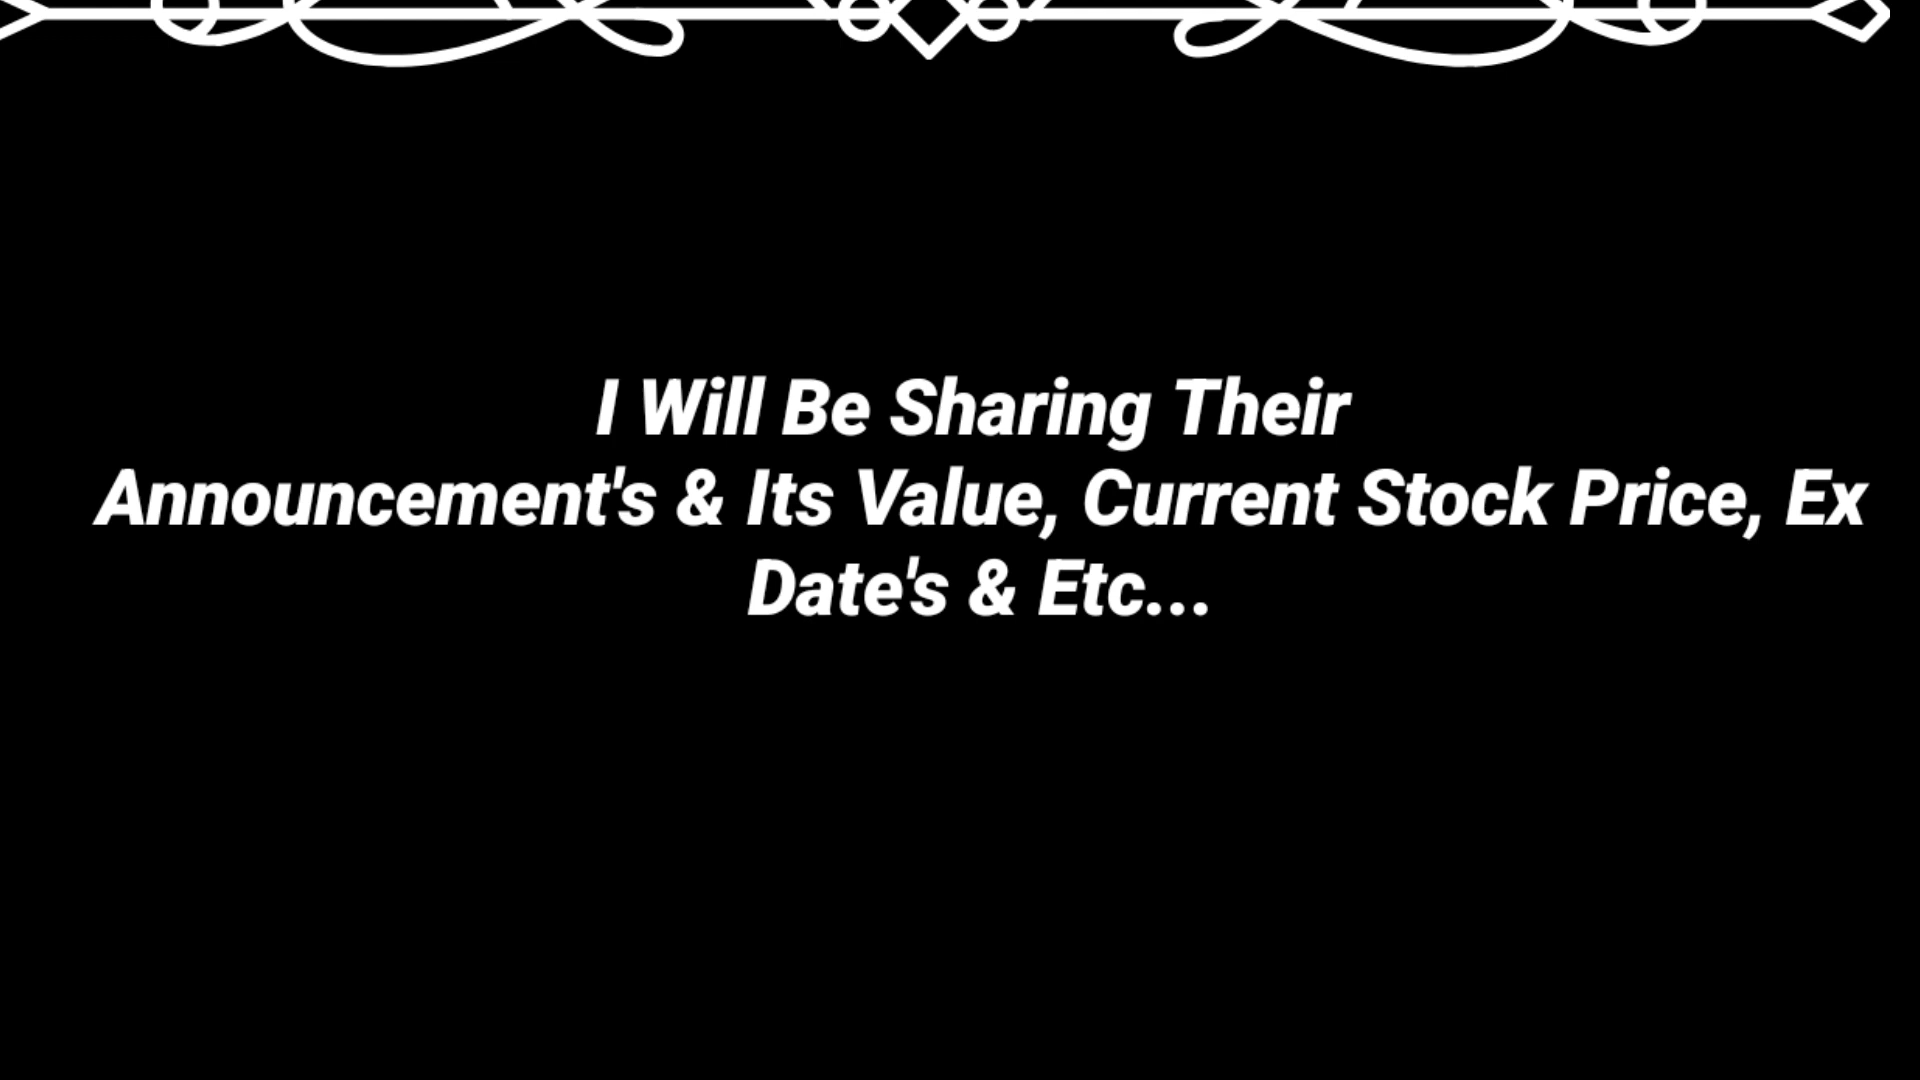 I Will Be Sharing Their
Announcement's & Its Value, Current Stock Price, Ex
Date's & Etc...